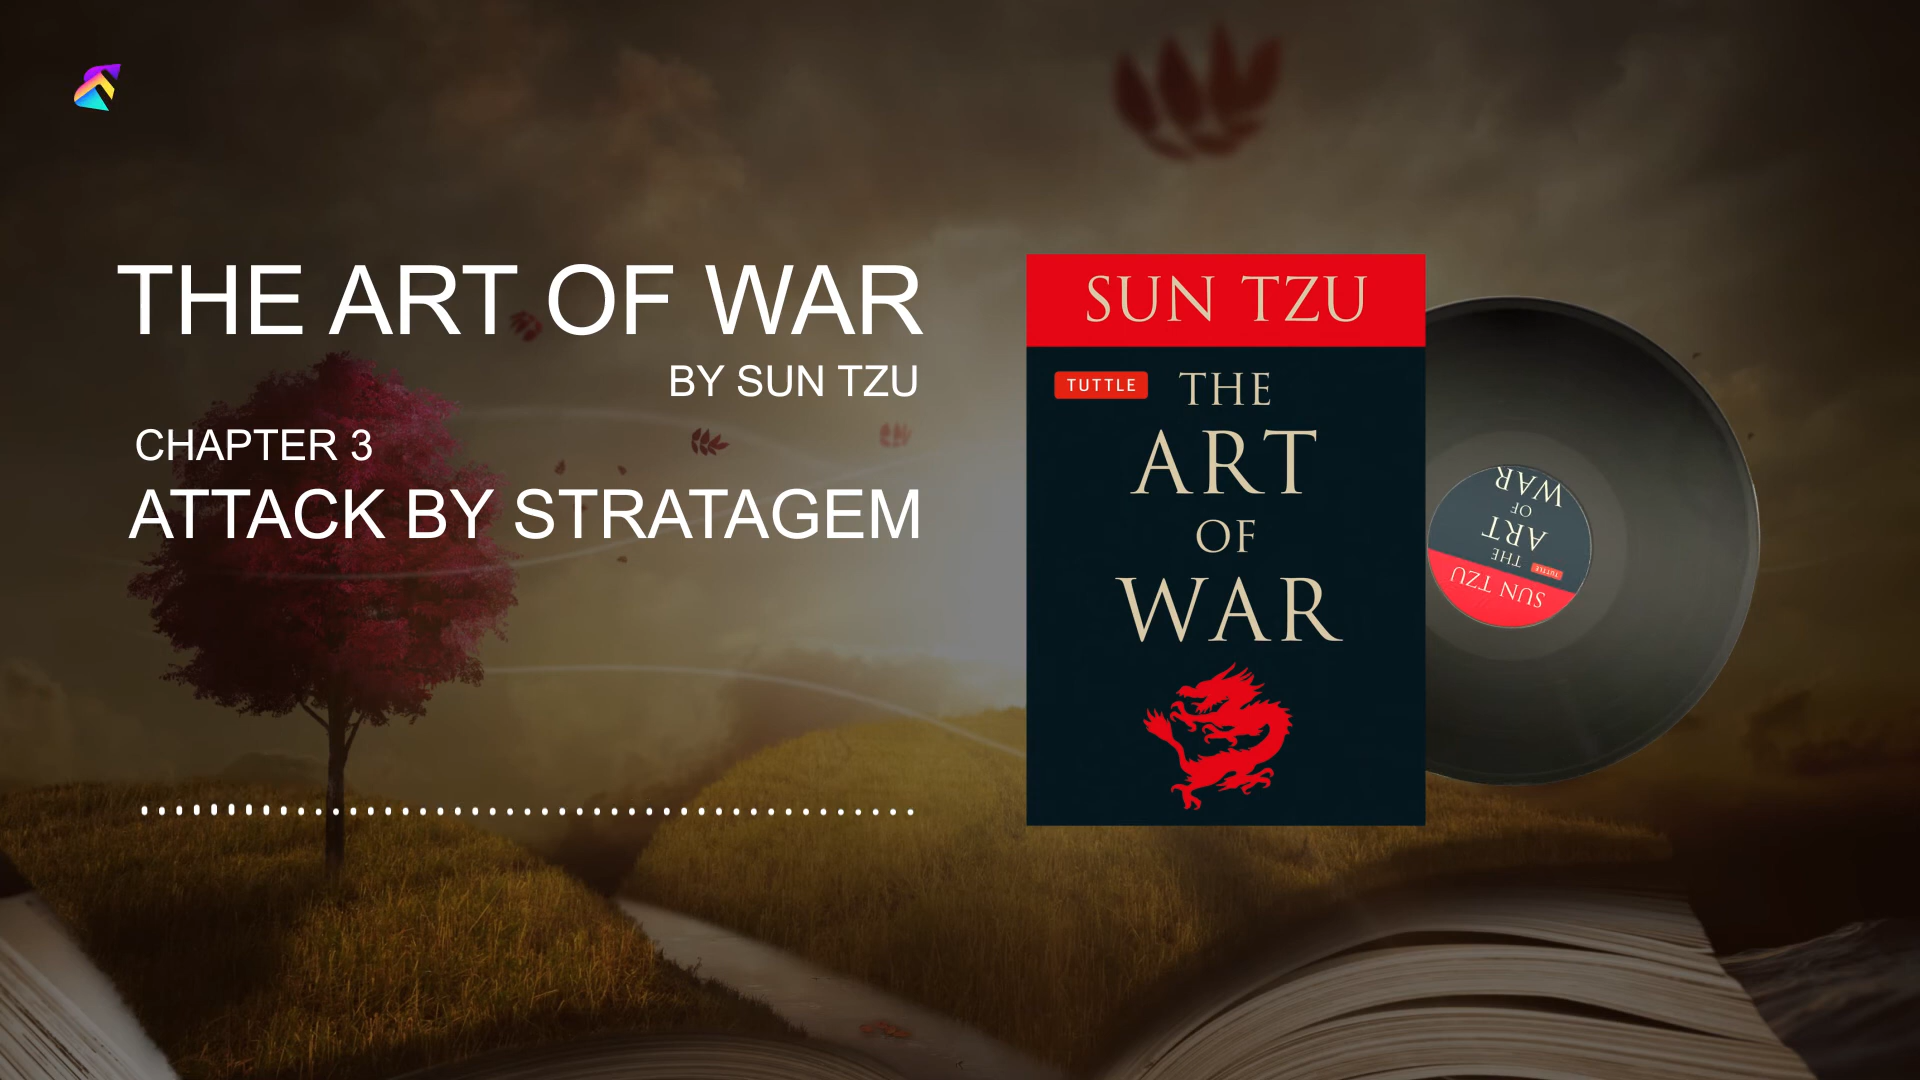 THE ART OF WAR
BY SUN TZU
CHAPTER 3
ATTACK BY STRATAGEM
SUN TZU
TUTTLE
THE
ART
OF
WAR
SUN TZU
TUTTLE
THE
ART
OF
WAR